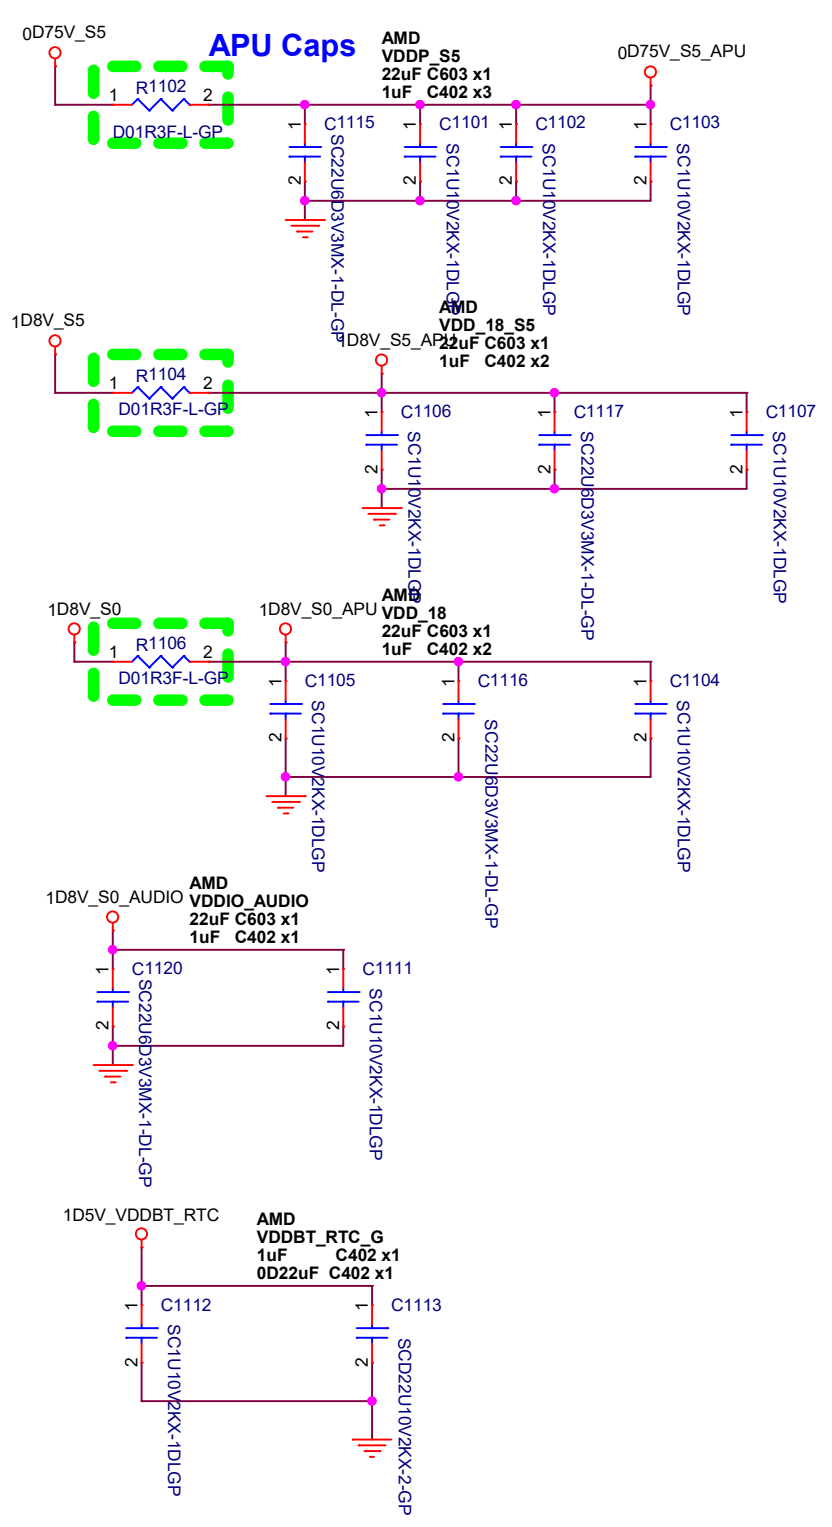 0D75V_S5
APU Caps
AMD
VDDP_S5
22uF C603 x1
1uF C402 x3
0D75V_S5_APU
1
R1102
2
D01R3F-L-GP
1
C1115
2
SC22U6D3V3MX-1-DL-GP
1
C1101
2
SC1U10V2KX-1DLGP
1
C1102
2
SC1U10V2KX-1DLGP
1
C1103
2
SC1U10V2KX-1DLGP
1D8V_S5
1D8V_S5_APU
AMD
VDD_18_S5
22uF C603 x1
1uF C402 x2
1
R1104
2
D01R3F-L-GP
1
C1106
2
SC1U10V2KX-1DLGP
1
C1117
2
SC22U6D3V3MX-1-DL-GP
1
C1107
2
SC1U10V2KX-1DLGP
1D8V_S0
1D8V_S0_APU
AMD
VDD_18
22uF C603 x1
1uF C402 x2
1
R1106
2
D01R3F-L-GP
1
C1105
2
SC1U10V2KX-1DLGP
1
C1116
2
SC22U6D3V3MX-1-DL-GP
1
C1104
2
SC1U10V2KX-1DLGP
1D8V_S0_AUDIO
AMD
VDDIO_AUDIO
22uF C603 x1
1uF C402 x1
1
C1120
2
SC22U6D3V3MX-1-DL-GP
1
C1111
2
SC1U10V2KX-1DLGP
1D5V_VDDBT_RTC
AMD
VDDBT_RTC_G
1uF C402 x1
0D22uF C402 x1
1
C1112
2
SC1U10V2KX-1DLGP
1
C1113
2
SCD22U10V2KX-2-GP